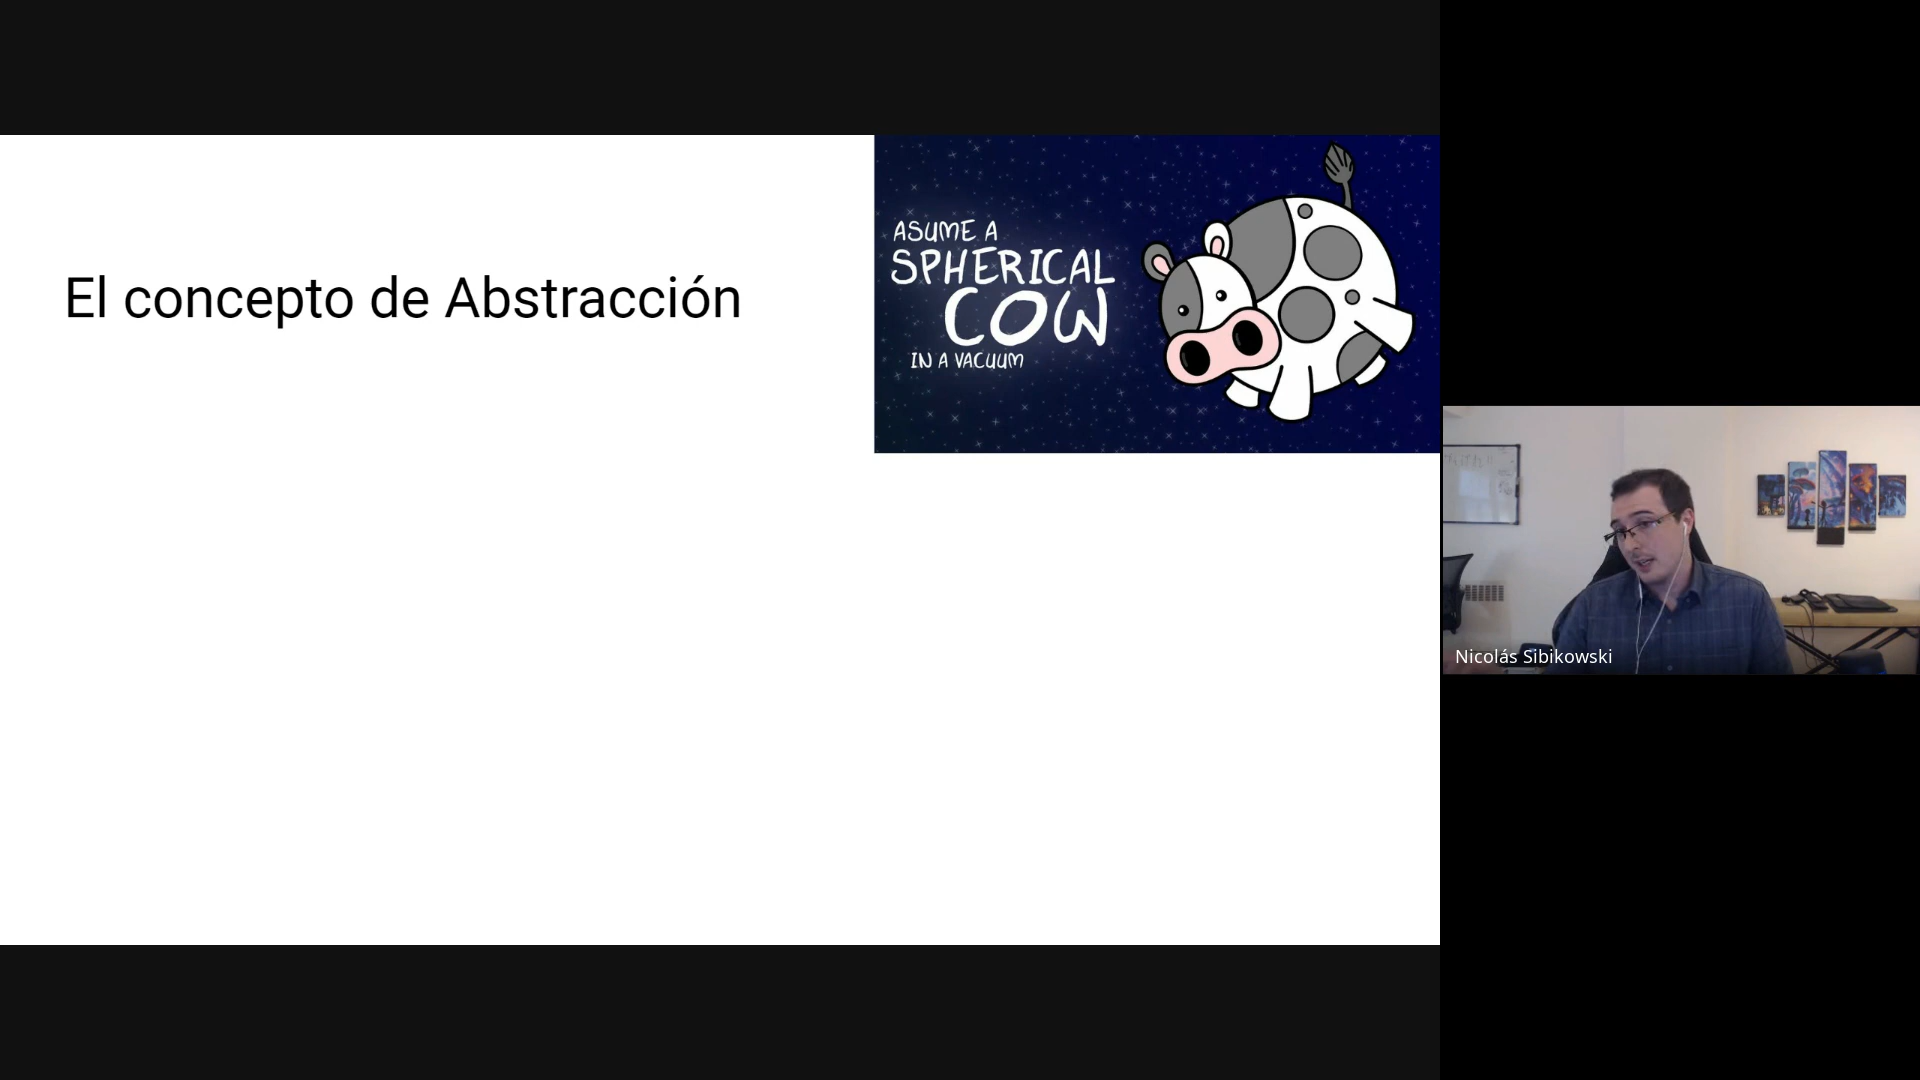 El concepto de Abstracción
ASUME A
SPHERICAL
COW
IN A VACUUM
Nicolás Sibikowski